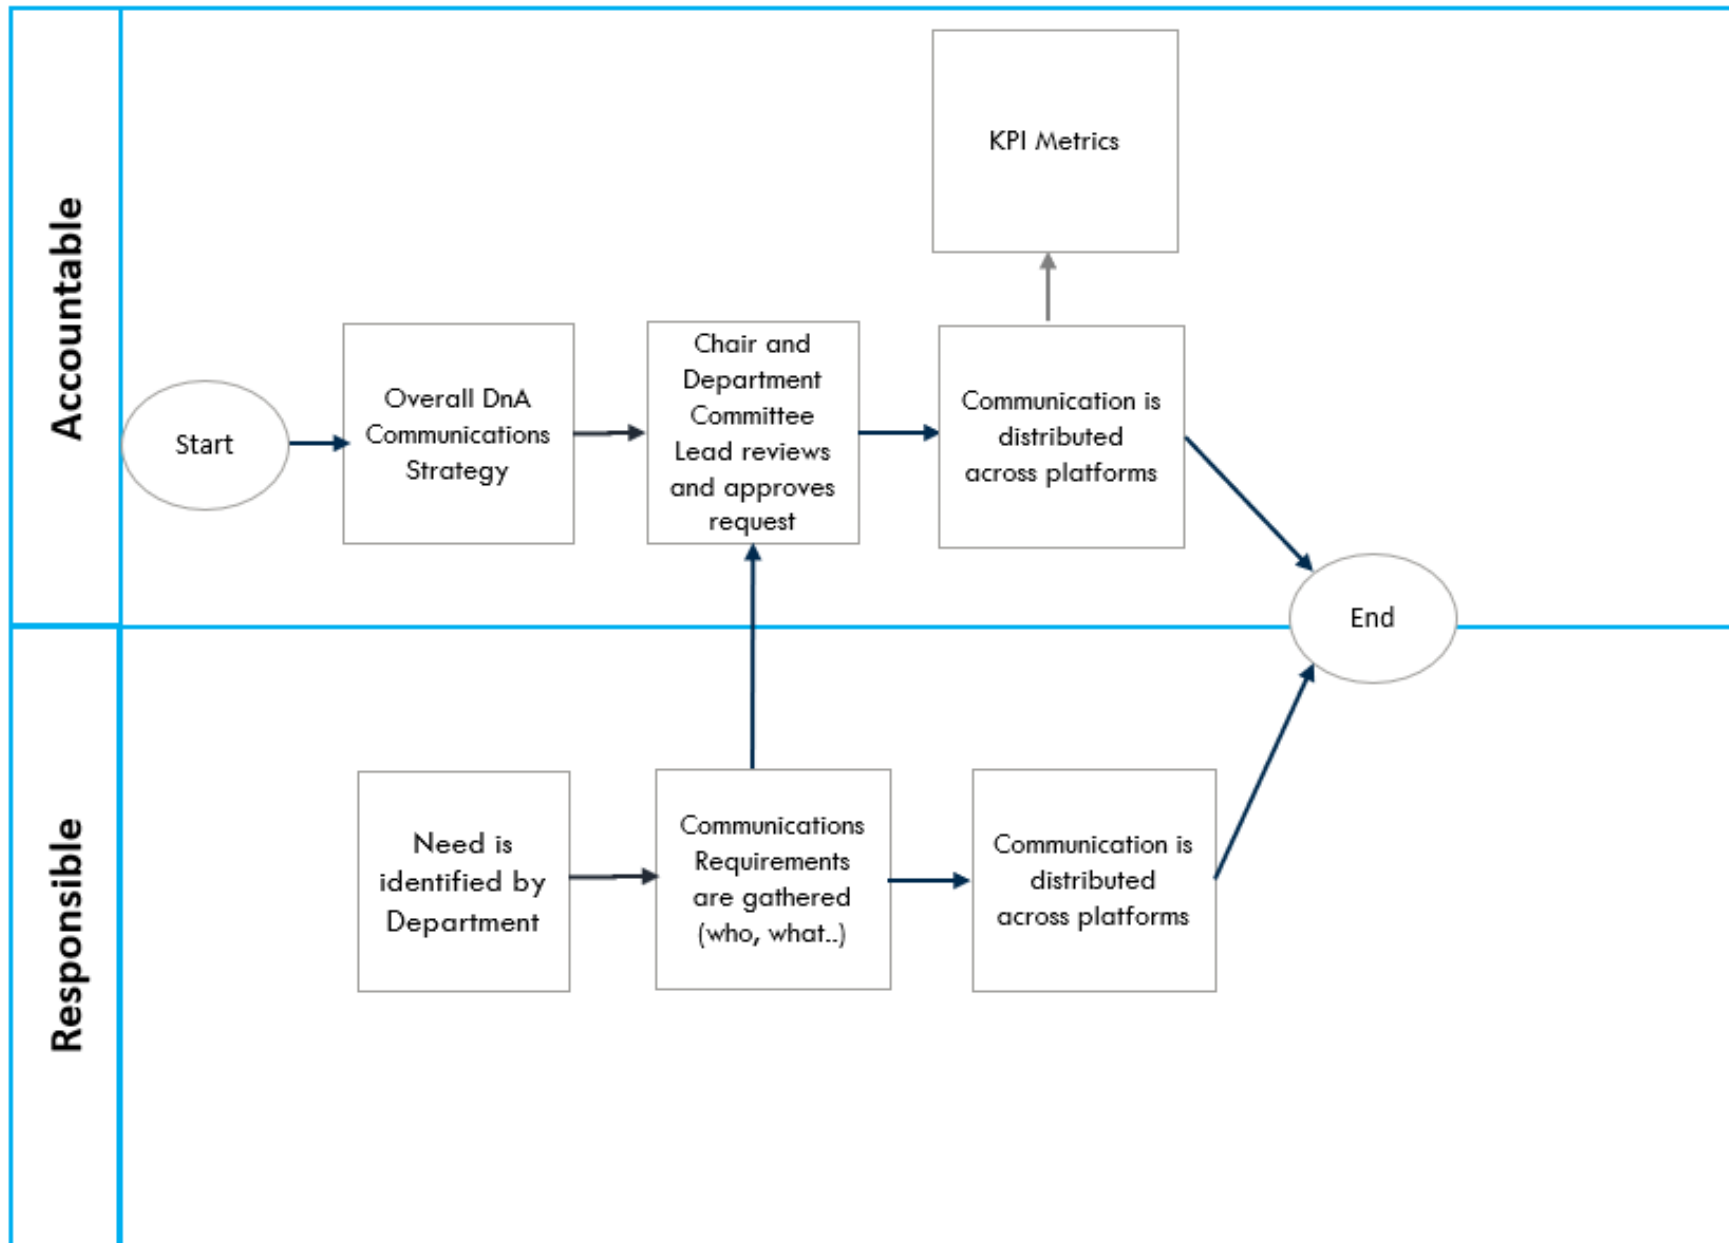 Accountable
KPI Metrics
Start
Overall DnA
Communications
Strategy
Chair and
Department
Committee
Lead reviews
and approves
request
Communication is
distributed
across platforms
End
Responsible
Need is
identified by
Department
Communications
Requirements
are gathered
(who, what..)
Communication is
distributed
across platforms